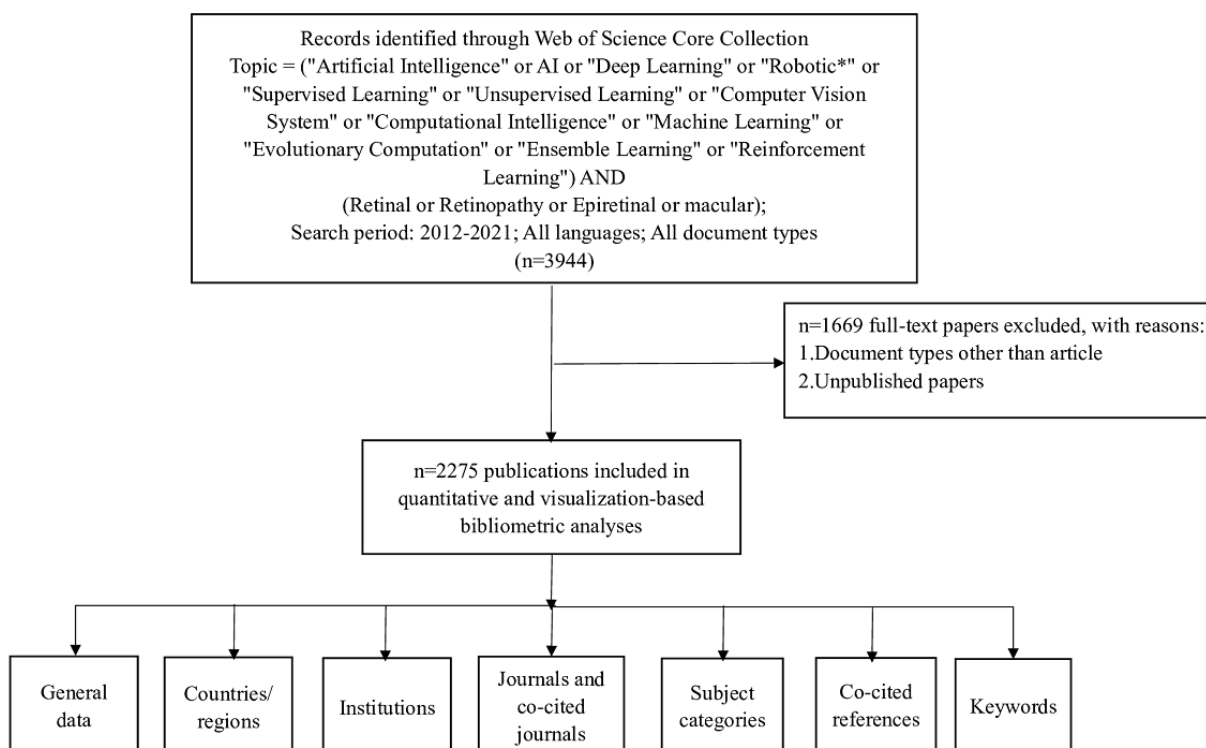 Records identified through Web of Science Core Collection
Topic = ("Artificial Intelligence" or AI or "Deep Learning" or "Robotic*" or
"Supervised Learning" or "Unsupervised Learning" or "Computer Vision
System" or "Computational Intelligence" or "Machine Learning" or
"Evolutionary Computation" or "Ensemble Learning" or "Reinforcement
Learning") AND
(Retinal or Retinopathy or Epiretinal or macular);
Search period: 2012-2021; All languages; All document types
(n=3944)
n=1669 full-text papers excluded, with reasons:
1.Document types other than article
2.Unpublished papers
n=2275 publications included in
quantitative and visualization-based
bibliometric analyses
General
data
Countries/
regions
Institutions
Journals and
co-cited
journals
Subject
categories
Co-cited
references
Keywords